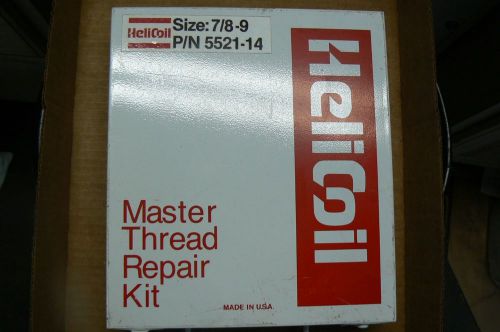 HeliCoil
Size: 7/8-9
P/N 5521-14
HeliCoil
Master
Thread
Repair
Kit
MADE IN U.S.A.